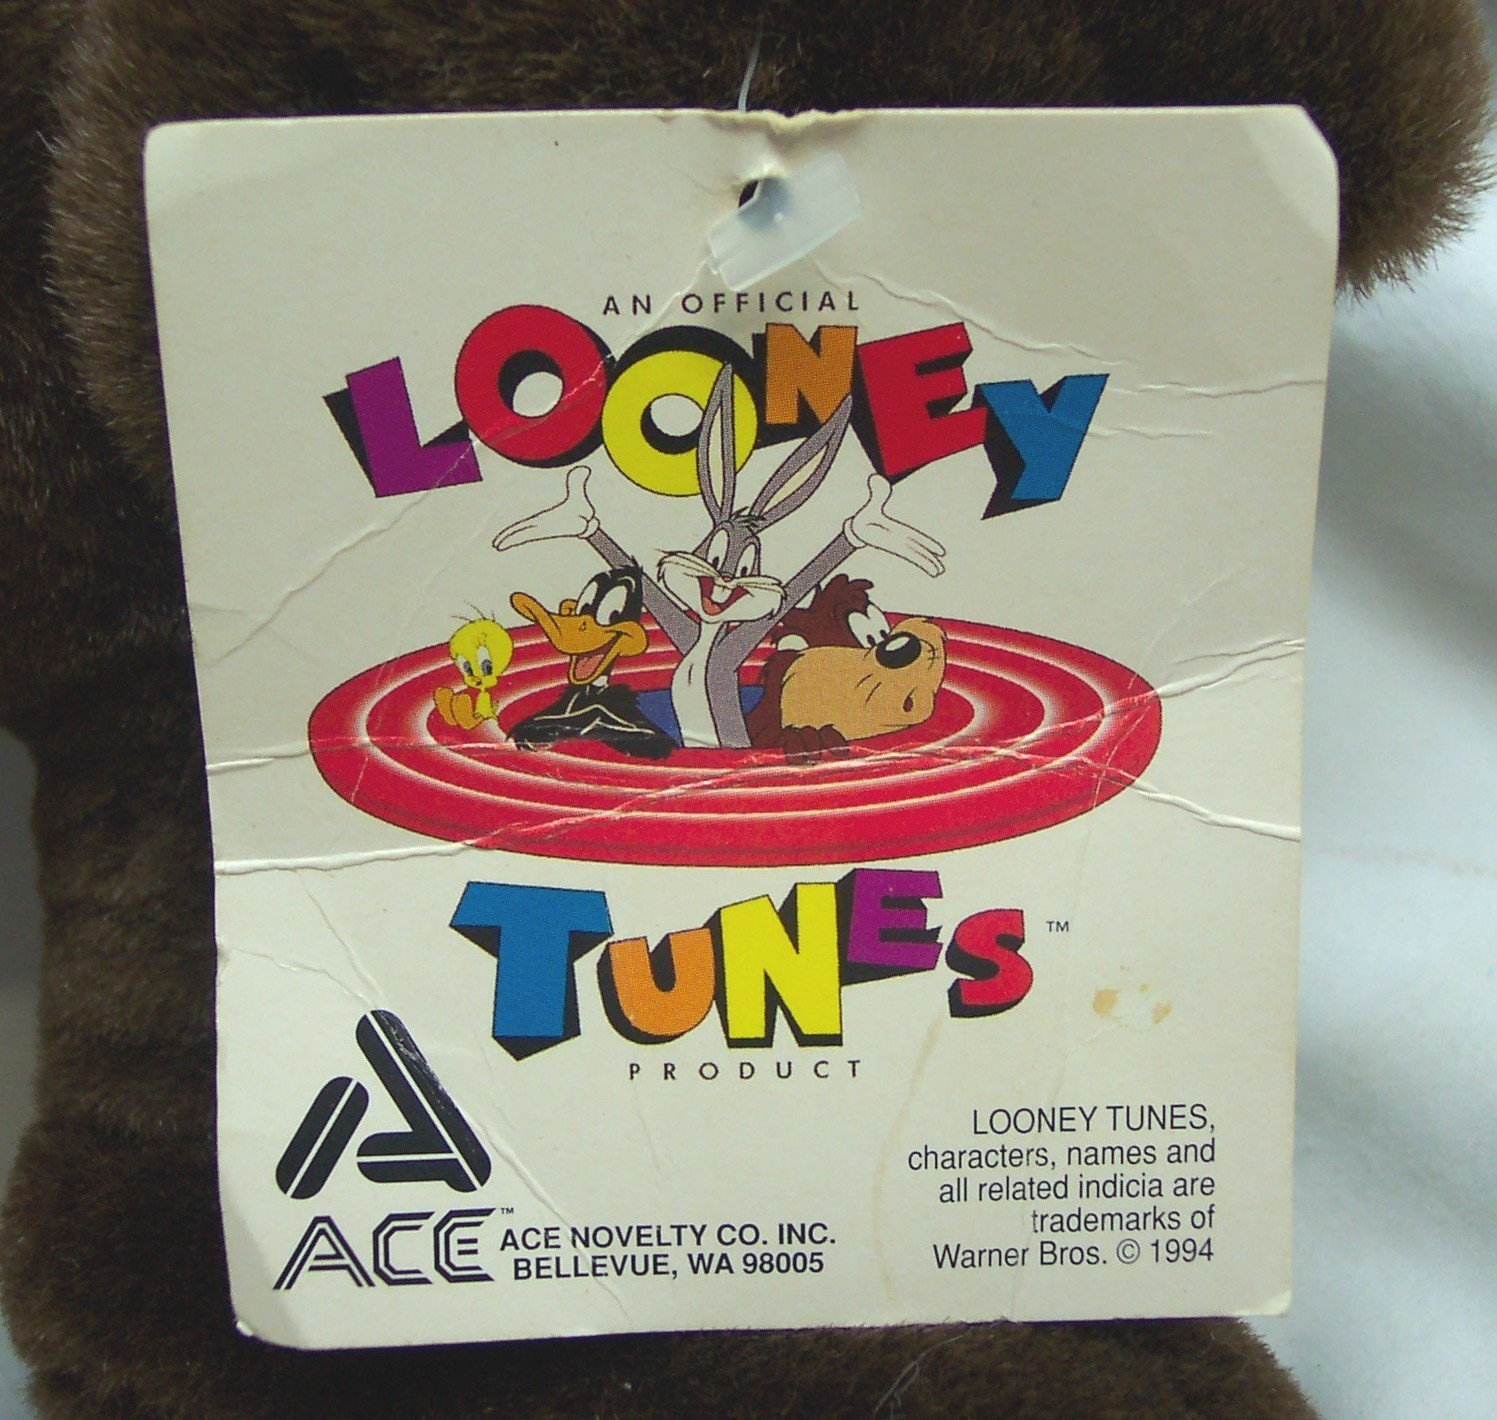 AN OFFICIAL
LOONEY
TUNES™
PRODUCT
ACE™
ACE NOVELTY CO. INC.
BELLEVUE, WA 98005
LOONEY TUNES,
characters, names and
all related indicia are
trademarks of
Warner Bros. © 1994